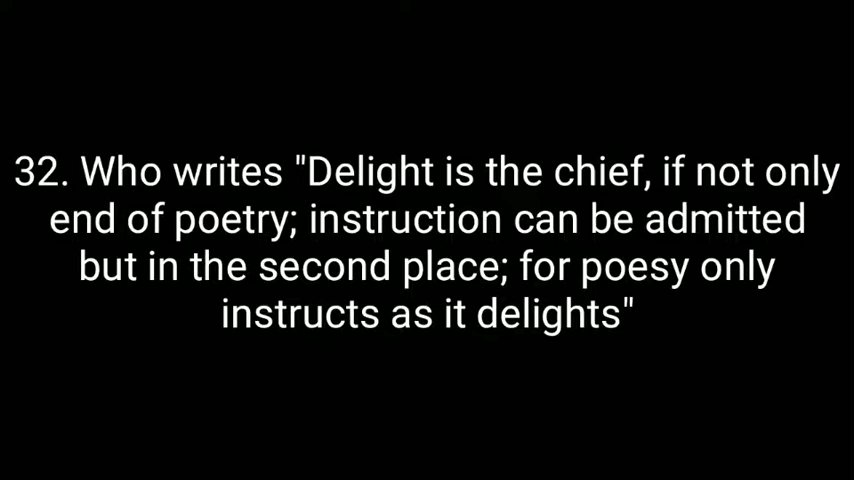 32. Who writes "Delight is the chief, if not only
end of poetry; instruction can be admitted
but in the second place; for poesy only
instructs as it delights"